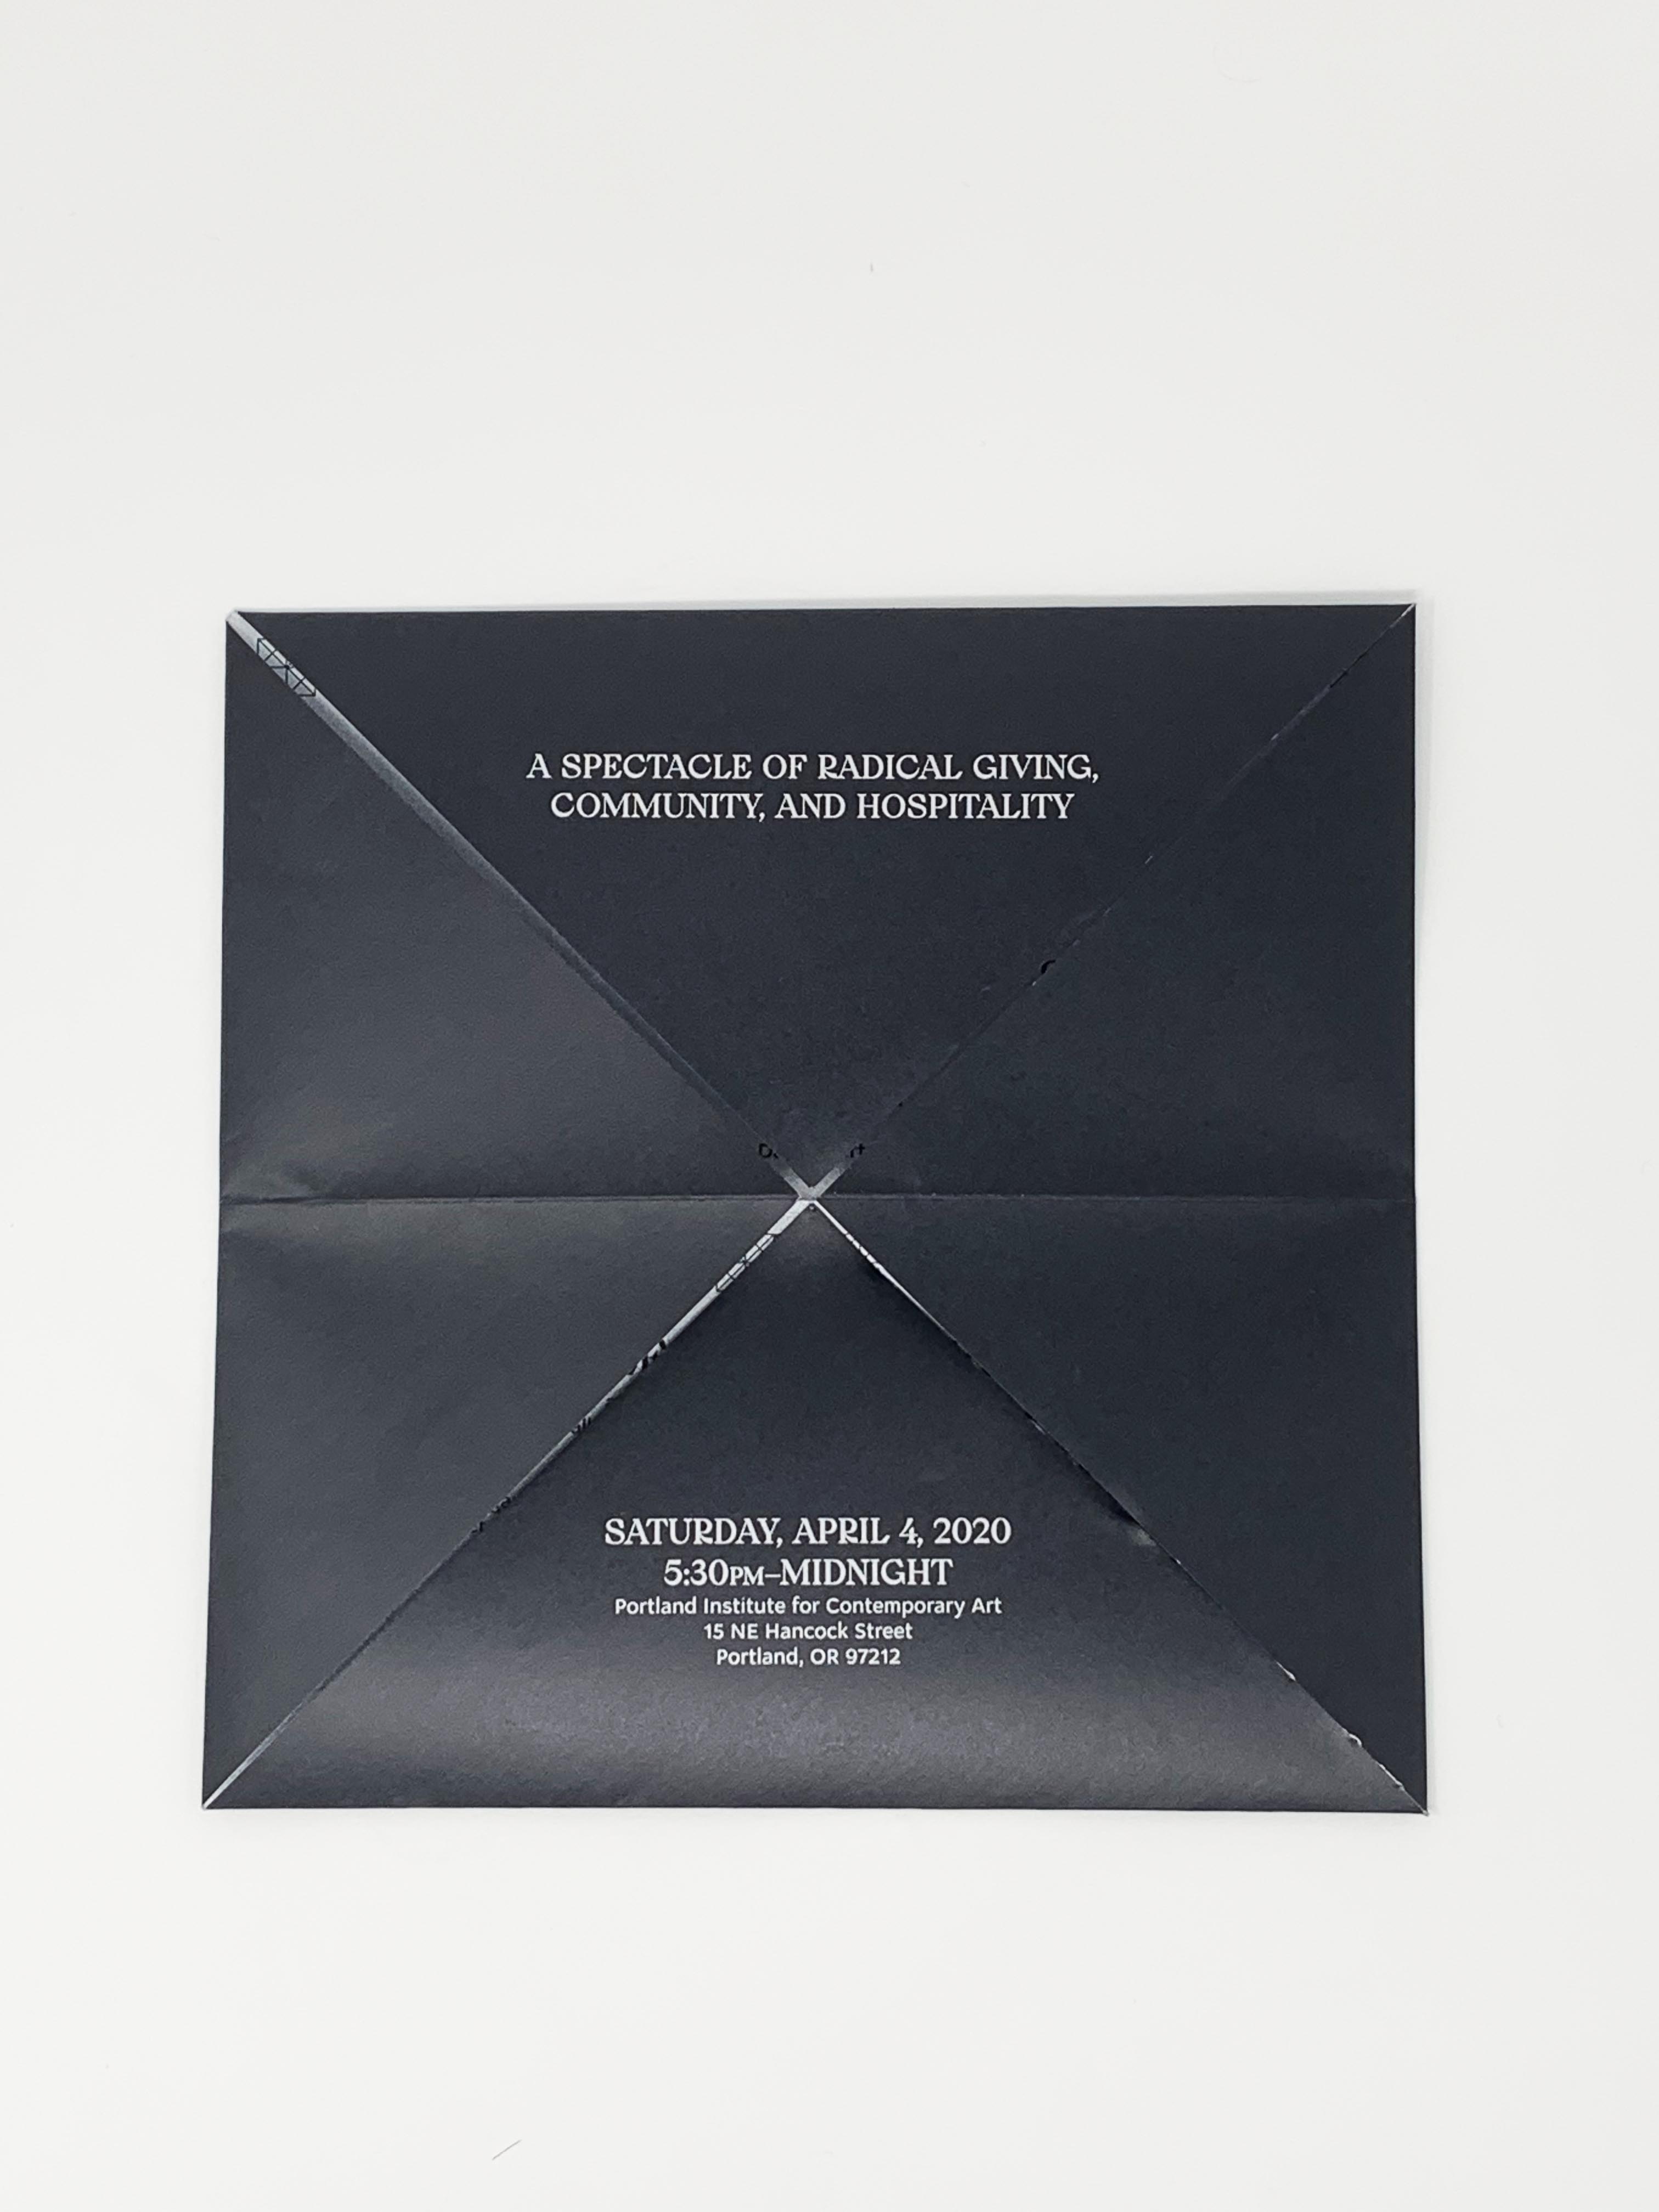 A SPECTACLE OF RADICAL GIVING,
COMMUNITY, AND HOSPITALITY
SATURDAY, APRIL 4, 2020
5:30PM–MIDNIGHT
Portland Institute for Contemporary Art
15 NE Hancock Street
Portland, OR 97212